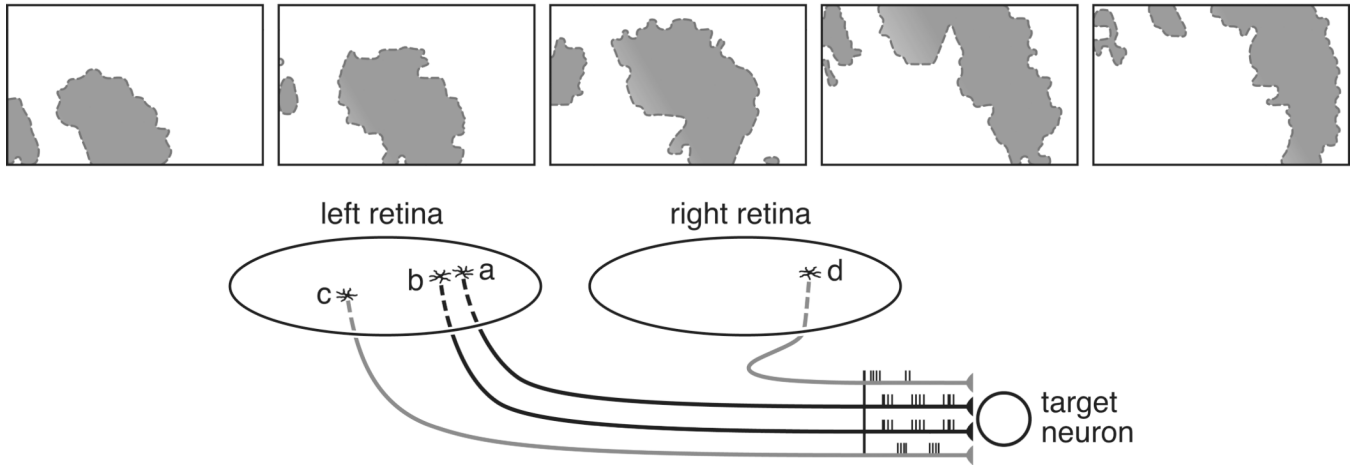 left retina
right retina
c
b
a
d
target
neuron